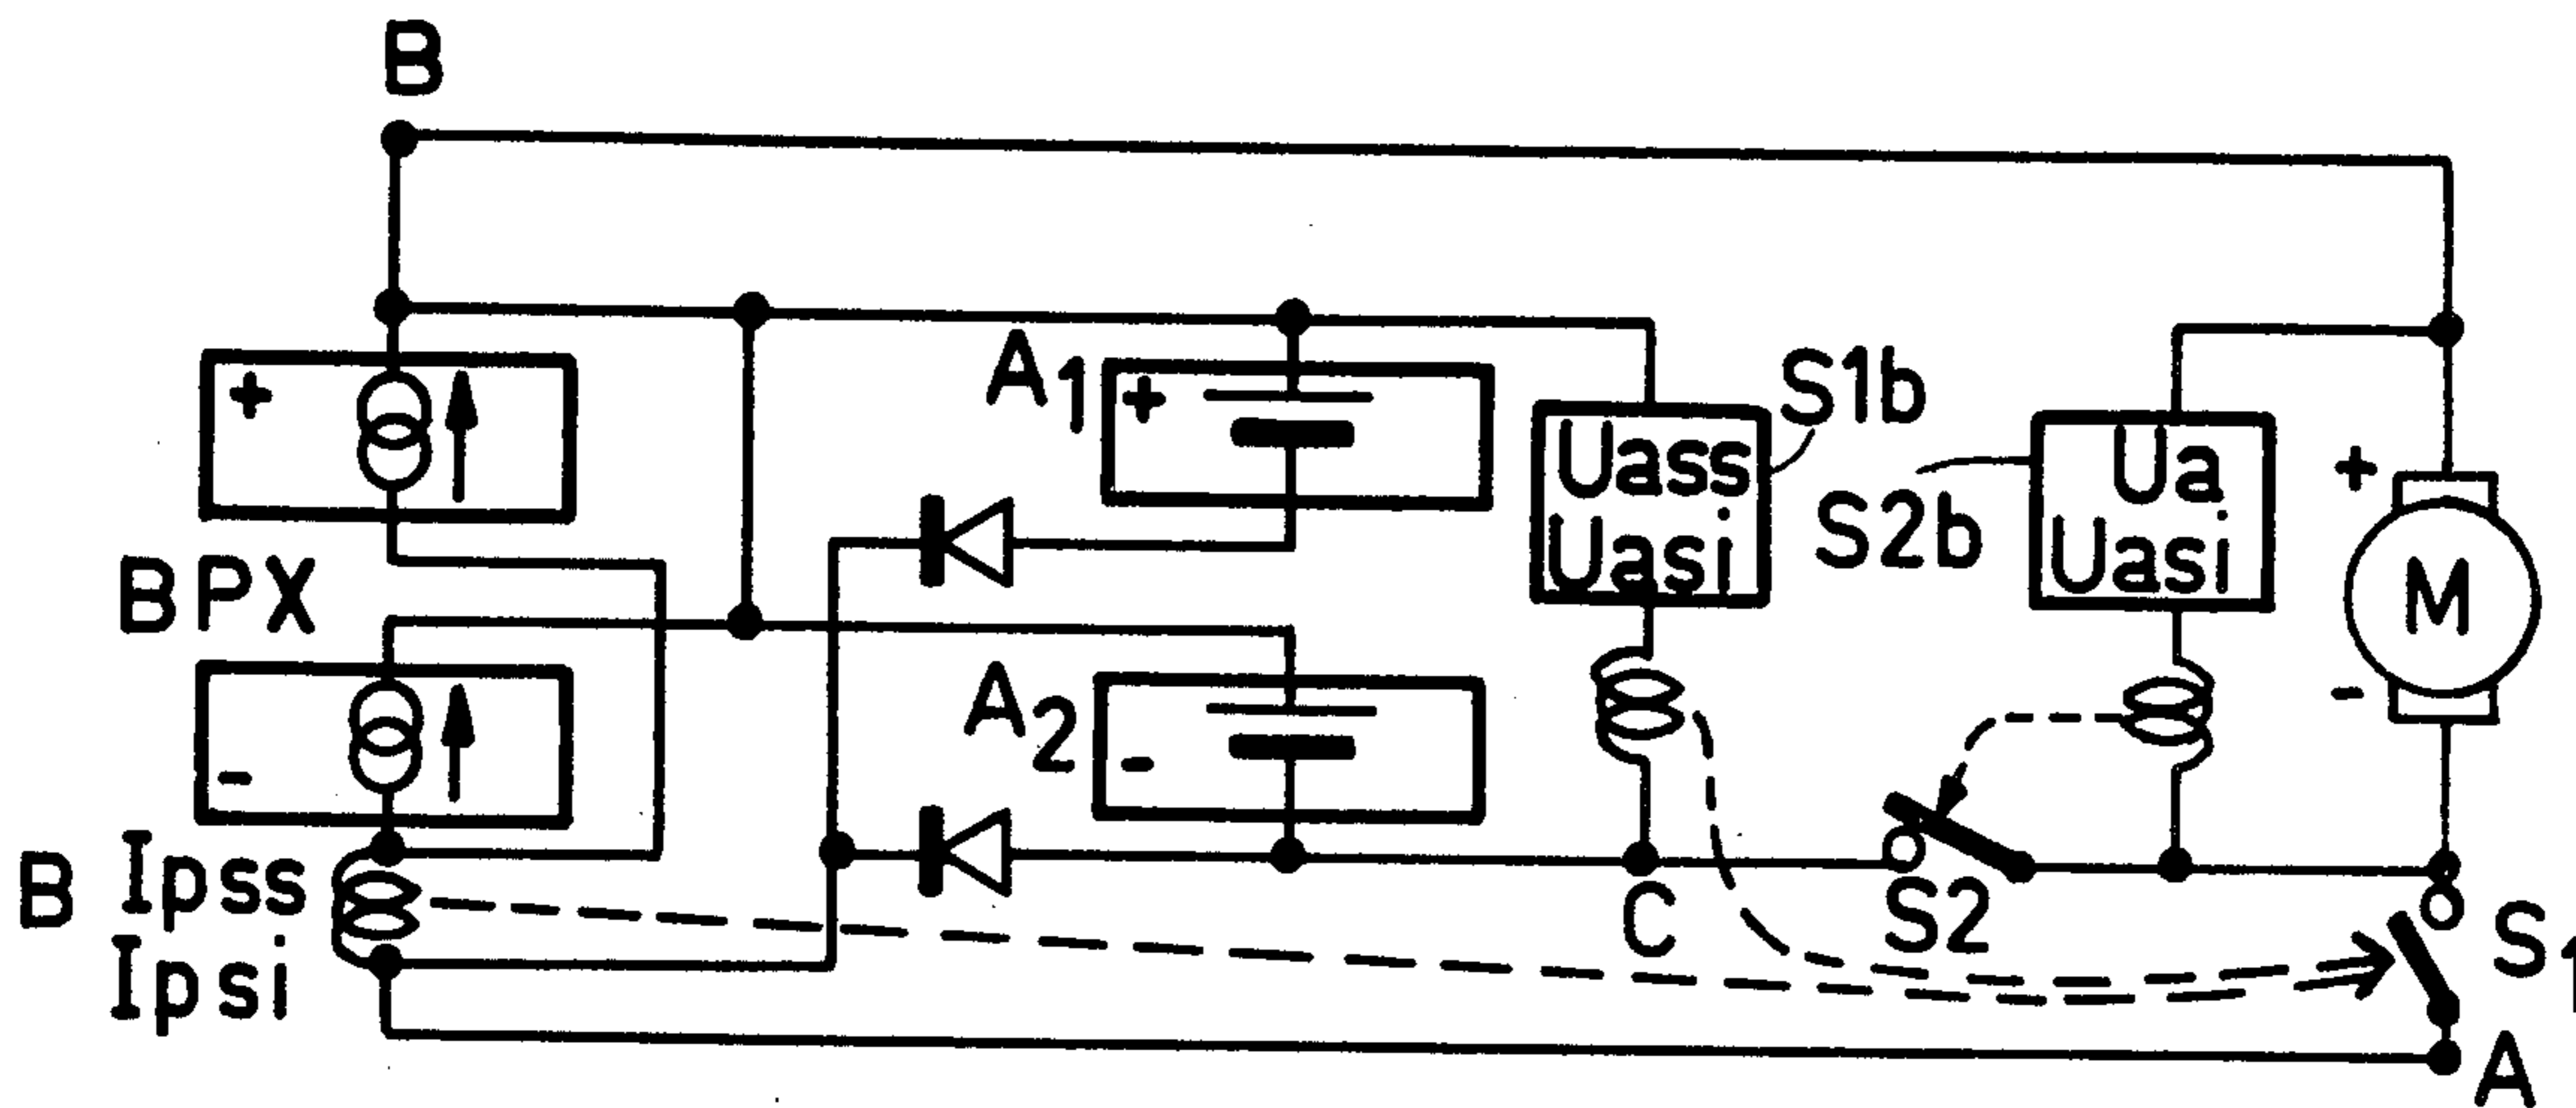 B
+
A1
+
S1b
Uass
Uasi
S2b
Ua
Uasi
+
M
-
BPX
-
A2
-
B
Ipss
Ipsi
C
S2
S1
A